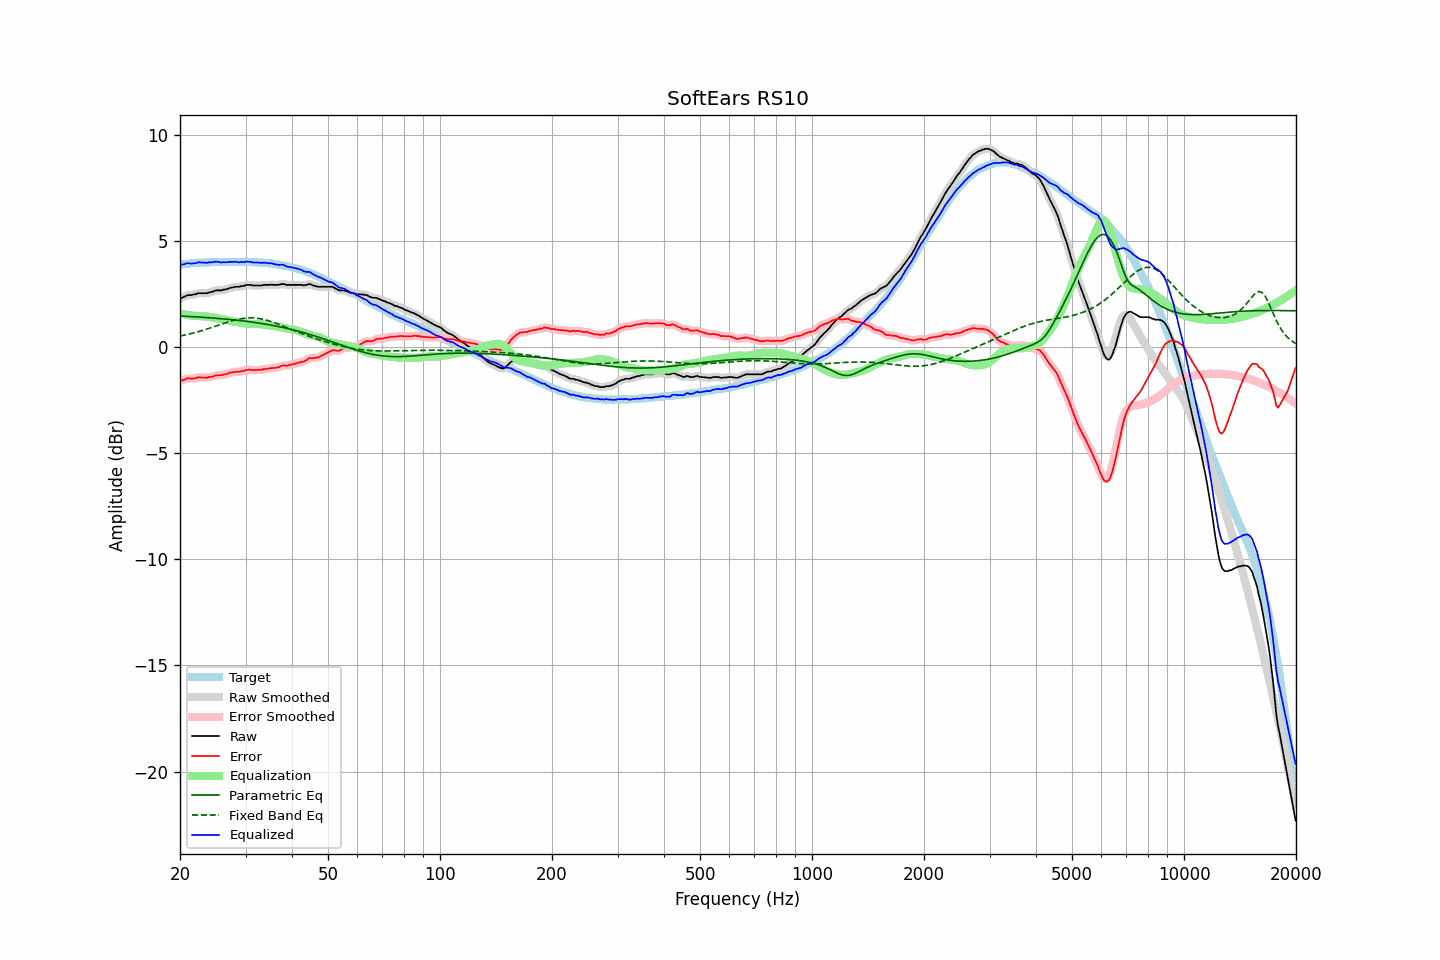 SoftEars RS10
10
5
0
−5
−10
−15
−20
Amplitude (dBr)
Target
Raw Smoothed
Error Smoothed
Raw
Error
Equalization
Parametric Eq
Fixed Band Eq
Equalized
20 50 100 200 500 1000 2000 5000 10000 20000
Frequency (Hz)